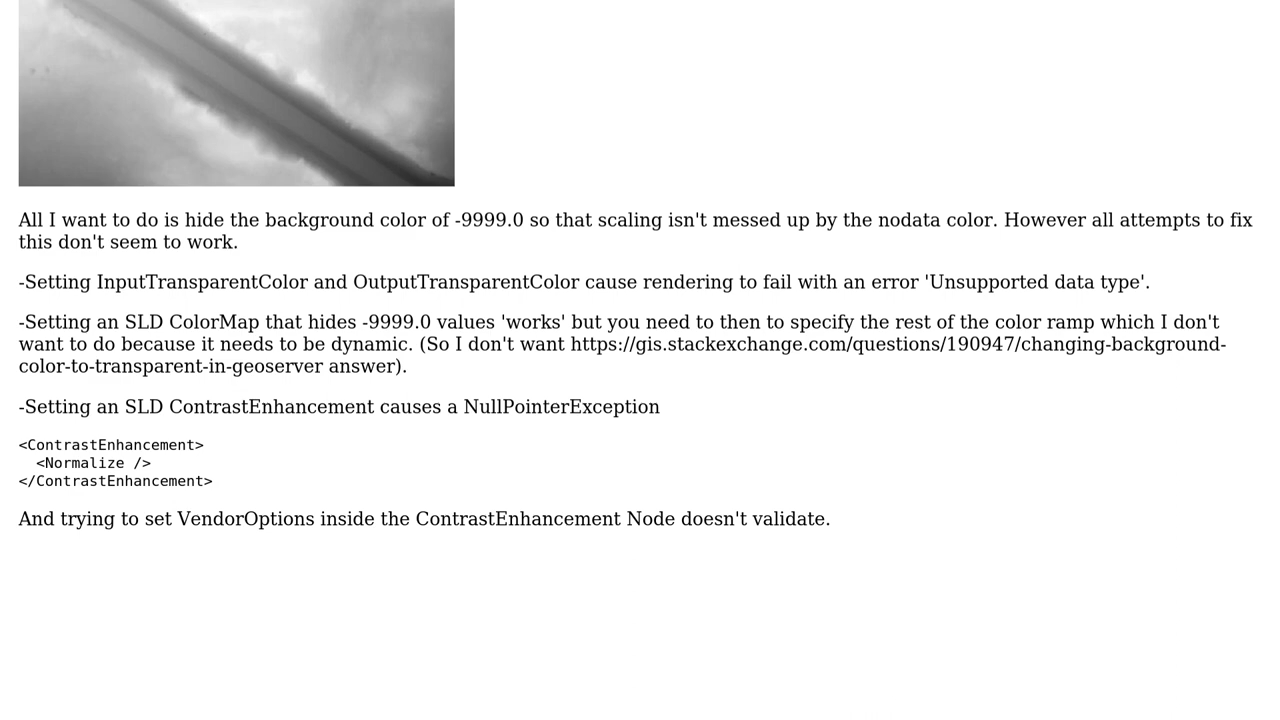 All I want to do is hide the background color of -9999.0 so that scaling isn't messed up by the nodata color. However all attempts to fix
this don't seem to work.
-Setting InputTransparentColor and OutputTransparentColor cause rendering to fail with an error 'Unsupported data type'.
-Setting an SLD ColorMap that hides -9999.0 values 'works' but you need to then to specify the rest of the color ramp which I don't
want to do because it needs to be dynamic. (So I don't want https://gis.stackexchange.com/questions/190947/changing-background-
color-to-transparent-in-geoserver answer).
-Setting an SLD ContrastEnhancement causes a NullPointerException
<ContrastEnhancement>
  <Normalize />
</ContrastEnhancement>
And trying to set VendorOptions inside the ContrastEnhancement Node doesn't validate.